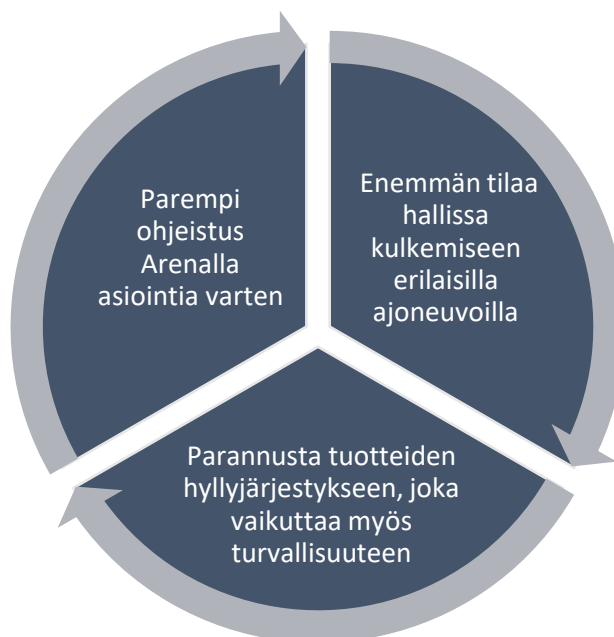 Parempi
ohjeistus
Arenalla
asiointia varten
Enemmän tilaa
hallissa
kulkemiseen
erilaisilla
ajoneuvoilla
Parannusta tuotteiden
hyllyjärjestykseen, joka
vaikuttaa myös
turvallisuuteen